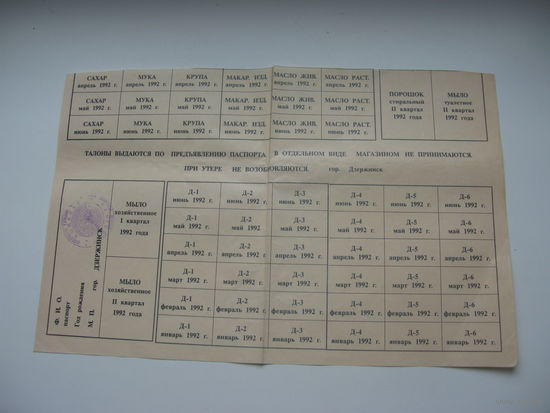 САХАР МУКА КРУПА МАКАР. ИЗД. МАСЛО ЖИВ. МАСЛО РАСТ.
апрель 1992 г. апрель 1992 г. апрель 1992 г. апрель 1992 г. апрель 1992 г. апрель 1992 г.
САХАР МУКА КРУПА МАКАР. ИЗД. МАСЛО ЖИВ. МАСЛО РАСТ.
май 1992 г. май 1992 г. май 1992 г. май 1992 г. май 1992 г. май 1992 г.
САХАР МУКА КРУПА МАКАР. ИЗД. МАСЛО ЖИВ. МАСЛО РАСТ.
июнь 1992 г. июнь 1992 г. июнь 1992 г. июнь 1992 г. июнь 1992 г. июнь 1992 г.
ПОРОШОК
стиральный
II квартал
1992 года
МЫЛО
туалетное
II квартал
1992 года
ТАЛОНЫ ВЫДАЮТСЯ ПО ПРЕДЪЯВЛЕНИЮ ПАСПОРТА, В ОТДЕЛЬНОМ ВИДЕ МАГАЗИНОМ НЕ ПРИНИМАЮТСЯ.
ПРИ УТЕРЕ НЕ ВОЗОБНОВЛЯЮТСЯ. гор. Дзержинск
Ф. И. О.
паспорт
Год рождения
М. П. гор. ДЗЕРЖИНСК
МЫЛО
хозяйственное
I квартал
1992 года
МЫЛО
хозяйственное
II квартал
1992 года
Д-1 Д-2 Д-3 Д-4 Д-5 Д-6
июнь 1992 г. июнь 1992 г. июнь 1992 г. июнь 1992 г. июнь 1992 г. июнь 1992 г.
Д-1 Д-2 Д-3 Д-4 Д-5 Д-6
май 1992 г. май 1992 г. май 1992 г. май 1992 г. май 1992 г. май 1992 г.
Д-1 Д-2 Д-3 Д-4 Д-5 Д-6
апрель 1992 г. апрель 1992 г. апрель 1992 г. апрель 1992 г. апрель 1992 г. апрель 1992 г.
Д-1 Д-2 Д-3 Д-4 Д-5 Д-6
март 1992 г. март 1992 г. март 1992 г. март 1992 г. март 1992 г. март 1992 г.
Д-1 Д-2 Д-3 Д-4 Д-5 Д-6
февраль 1992 г. февраль 1992 г. февраль 1992 г. февраль 1992 г. февраль 1992 г. февраль 1992 г.
Д-1 Д-2 Д-3 Д-4 Д-5 Д-6
январь 1992 г. январь 1992 г. январь 1992 г. январь 1992 г. январь 1992 г. январь 1992 г.